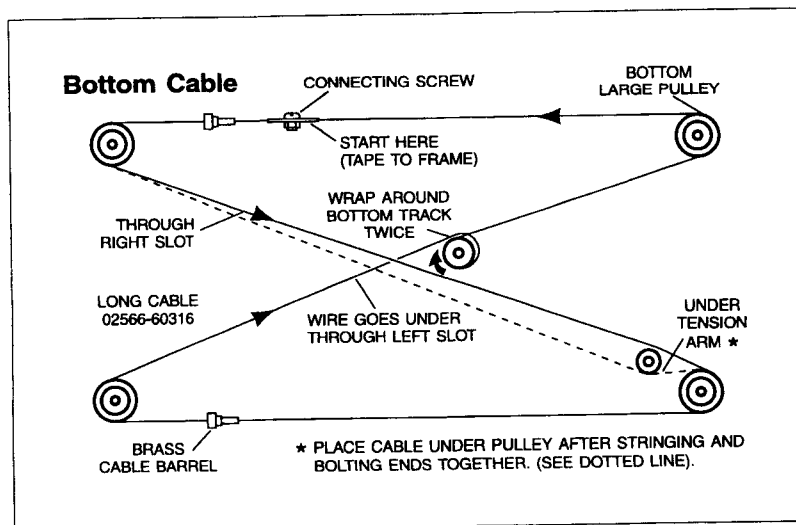 Bottom Cable
CONNECTING SCREW
BOTTOM
LARGE PULLEY
START HERE
(TAPE TO FRAME)
WRAP AROUND
BOTTOM TRACK
TWICE
THROUGH
RIGHT SLOT
LONG CABLE
02566-60316
WIRE GOES UNDER
THROUGH LEFT SLOT
UNDER
TENSION
ARM *
BRASS
CABLE BARREL
* PLACE CABLE UNDER PULLEY AFTER STRINGING AND
BOLTING ENDS TOGETHER. (SEE DOTTED LINE).